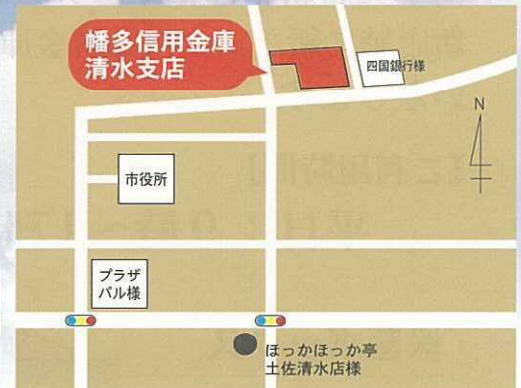 幡多信用金庫
清水支店
四国銀行様
N
市役所
プラザ
パル様
ほっかほっか亭
土佐清水店様